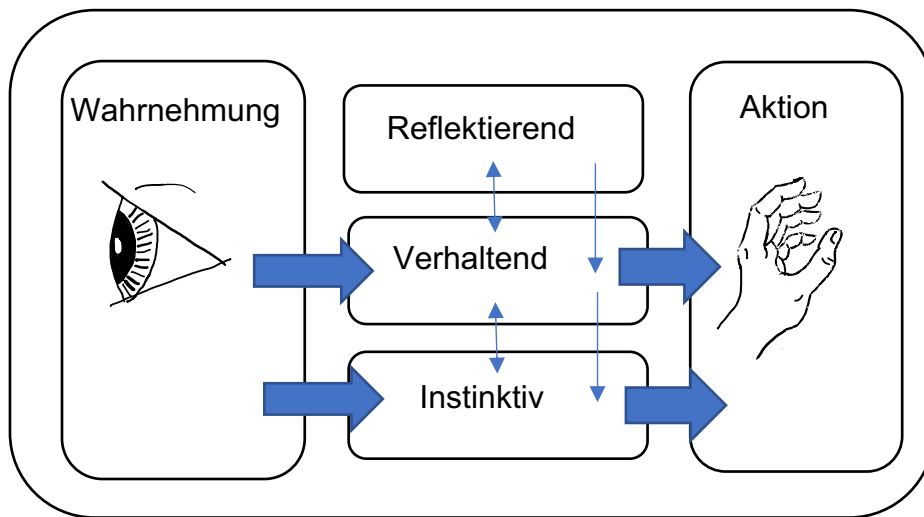 Wahrnehmung
Reflektierend
Verhaltend
Instinktiv
Aktion